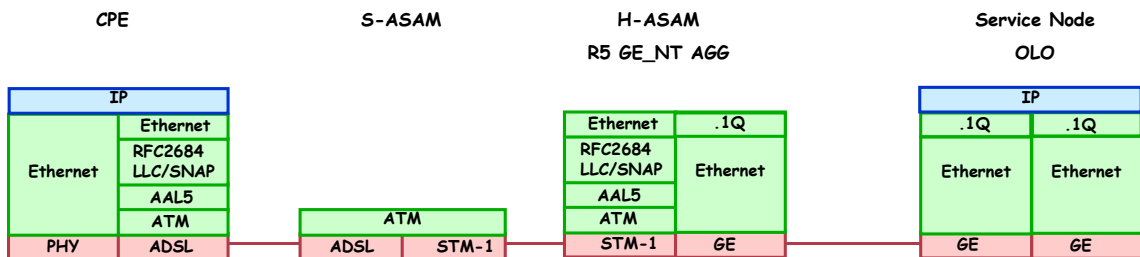 CPE
S-ASAM
H-ASAM
R5 GE_NT AGG
Service Node
OLO
IP
Ethernet
Ethernet
RFC2684
LLC/SNAP
AAL5
ATM
PHY
ADSL
ATM
ADSL
STM-1
Ethernet
.1Q
RFC2684
LLC/SNAP
Ethernet
AAL5
ATM
STM-1
GE
IP
.1Q
.1Q
Ethernet
Ethernet
GE
GE